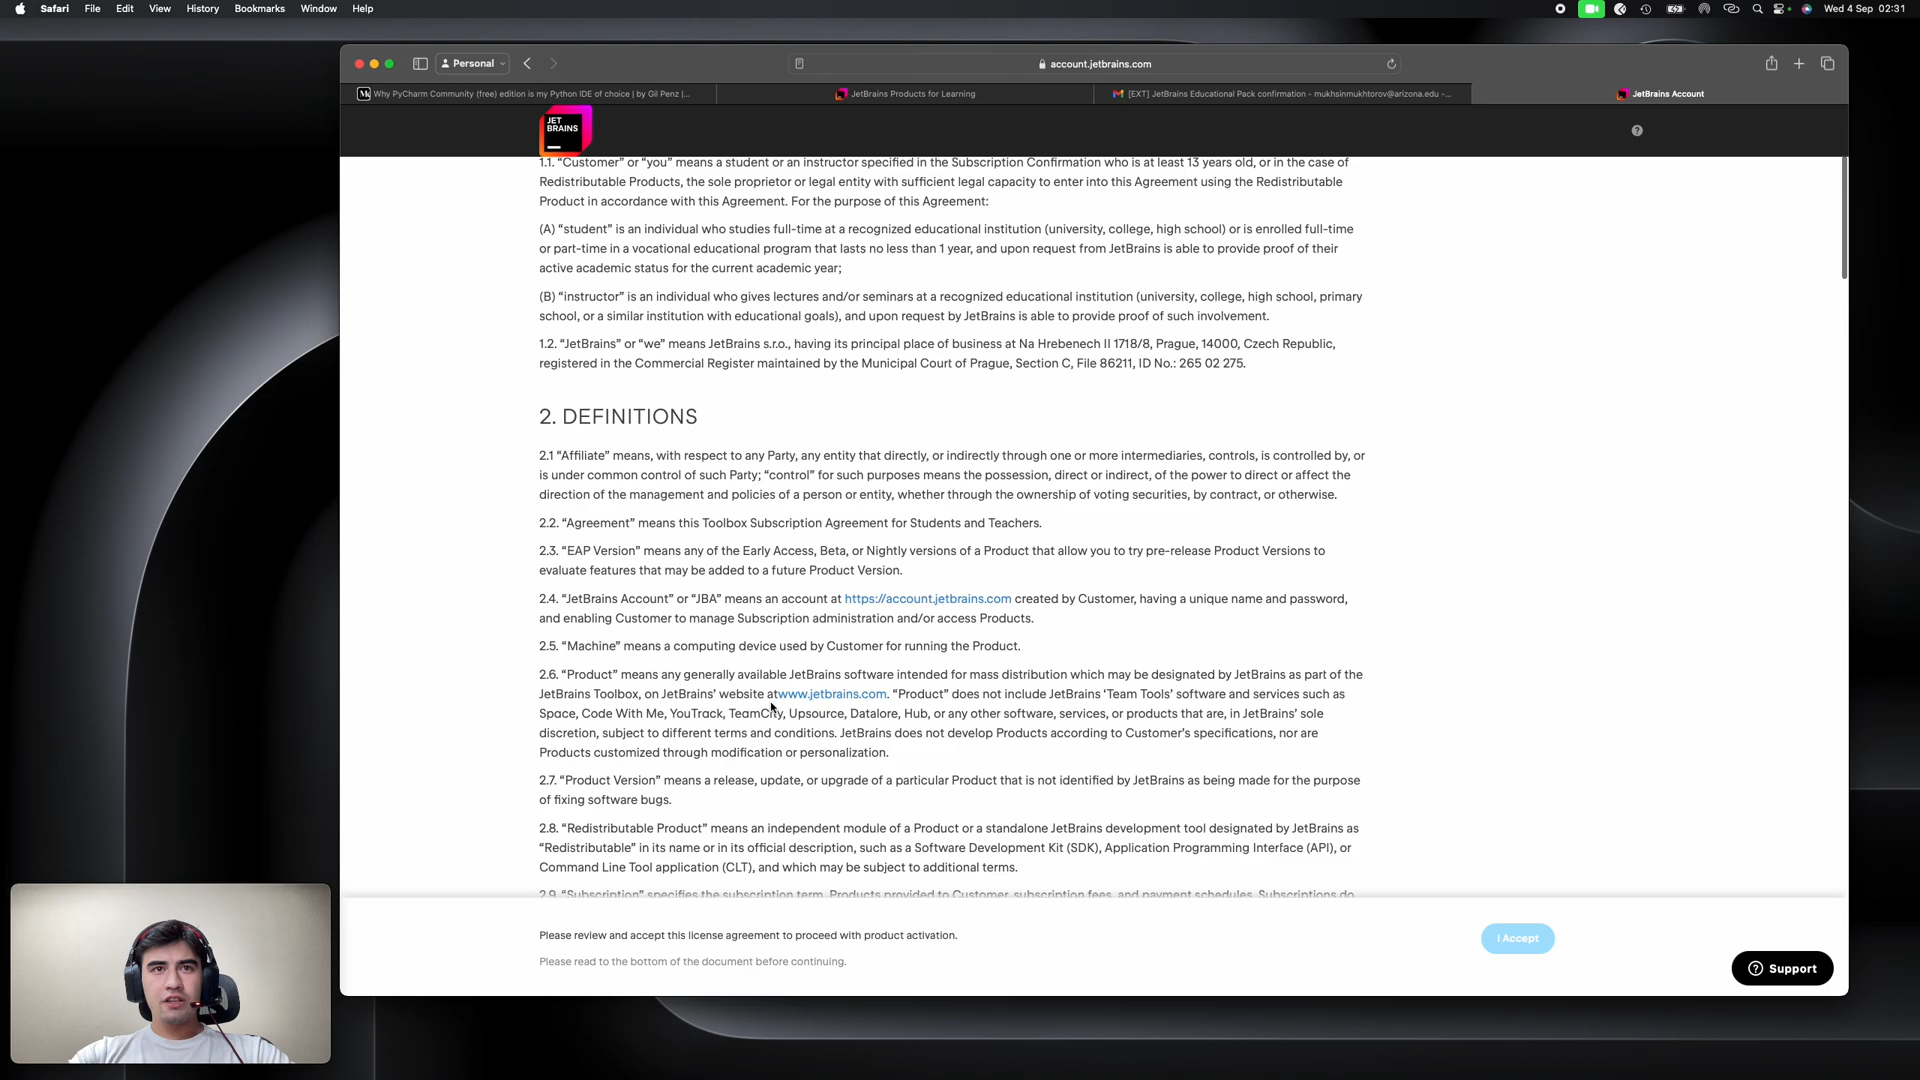 Safari File Edit View History Bookmarks Window Help Wed 4 Sep 02:31
Personal account.jetbrains.com
Why PyCharm Community (free) edition is my Python IDE of choice | by Gil Penz |... JetBrains Products for Learning [EXT] JetBrains Educational Pack confirmation - mukhsinmukhtorov@arizona.edu -... JetBrains Account
JET
BRAINS
1.1. “Customer” or “you” means a student or an instructor specified in the Subscription Confirmation who is at least 13 years old, or in the case of
Redistributable Products, the sole proprietor or legal entity with sufficient legal capacity to enter into this Agreement using the Redistributable
Product in accordance with this Agreement. For the purpose of this Agreement:
(A) “student” is an individual who studies full-time at a recognized educational institution (university, college, high school) or is enrolled full-time
or part-time in a vocational educational program that lasts no less than 1 year, and upon request from JetBrains is able to provide proof of their
active academic status for the current academic year;
(B) “instructor” is an individual who gives lectures and/or seminars at a recognized educational institution (university, college, high school, primary
school, or a similar institution with educational goals), and upon request by JetBrains is able to provide proof of such involvement.
1.2. “JetBrains” or “we” means JetBrains s.r.o., having its principal place of business at Na Hrebenech II 1718/8, Prague, 14000, Czech Republic,
registered in the Commercial Register maintained by the Municipal Court of Prague, Section C, File 86211, ID No.: 265 02 275.
2. DEFINITIONS
2.1 “Affiliate” means, with respect to any Party, any entity that directly, or indirectly through one or more intermediaries, controls, is controlled by, or
is under common control of such Party; “control” for such purposes means the possession, direct or indirect, of the power to direct or affect the
direction of the management and policies of a person or entity, whether through the ownership of voting securities, by contract, or otherwise.
2.2. “Agreement” means this Toolbox Subscription Agreement for Students and Teachers.
2.3. “EAP Version” means any of the Early Access, Beta, or Nightly versions of a Product that allow you to try pre-release Product Versions to
evaluate features that may be added to a future Product Version.
2.4. “JetBrains Account” or “JBA” means an account at https://account.jetbrains.com created by Customer, having a unique name and password,
and enabling Customer to manage Subscription administration and/or access Products.
2.5. “Machine” means a computing device used by Customer for running the Product.
2.6. “Product” means any generally available JetBrains software intended for mass distribution which may be designated by JetBrains as part of the
JetBrains Toolbox, on JetBrains’ website atwww.jetbrains.com. “Product” does not include JetBrains ‘Team Tools’ software and services such as
Space, Code With Me, YouTrack, TeamCity, Upsource, Datalore, Hub, or any other software, services, or products that are, in JetBrains’ sole
discretion, subject to different terms and conditions. JetBrains does not develop Products according to Customer’s specifications, nor are
Products customized through modification or personalization.
2.7. “Product Version” means a release, update, or upgrade of a particular Product that is not identified by JetBrains as being made for the purpose
of fixing software bugs.
2.8. “Redistributable Product” means an independent module of a Product or a standalone JetBrains development tool designated by JetBrains as
“Redistributable” in its name or in its official description, such as a Software Development Kit (SDK), Application Programming Interface (API), or
Command Line Tool application (CLT), and which may be subject to additional terms.
2.9. “Subscription” specifies the subscription term, Products provided to Customer, subscription fees, and payment schedules. Subscriptions do
Please review and accept this license agreement to proceed with product activation.
I Accept
Please read to the bottom of the document before continuing.
Support